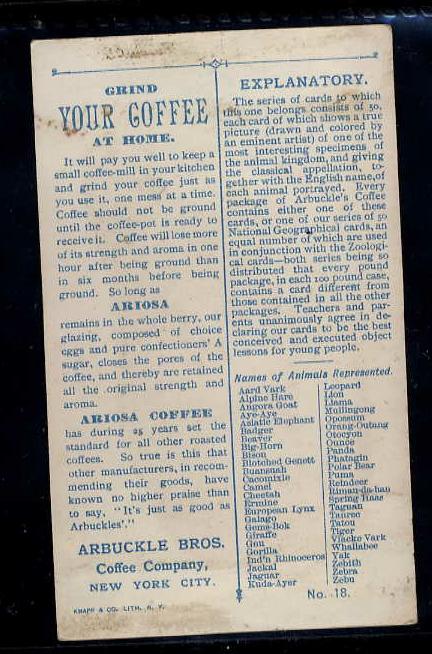 GRIND
YOUR COFFEE
AT HOME.
It will pay you well to keep a
small coffee-mill in your kitchen
and grind your coffee just as
you use it, one mess at a time.
Coffee should not be ground
until the coffee-pot is ready to
receive it. Coffee will lose more
of its strength and aroma in one
hour after being ground than
in six months before being
ground. So long as
ARIOSA
remains in the whole berry, our
glazing, composed of choice
eggs and pure confectioners' A
sugar, closes the pores of the
coffee, and thereby are retained
all the original strength and
aroma.
ARIOSA COFFEE
has during 25 years set the
standard for all other roasted
coffees. So true is this that
other manufacturers, in recom-
mending their goods, have
known no higher praise than
to say, "It's just as good as
Arbuckles'."
ARBUCKLE BROS.
Coffee Company,
NEW YORK CITY.
KNAPP & CO. LITH. N. Y.
EXPLANATORY.
The series of cards to which
this one belongs consists of 50,
each card of which shows a true
picture (drawn and colored by
an eminent artist) of one of the
most interesting specimens of
the animal kingdom, and giving
the classical appellation, to-
gether with the English name, of
each animal portrayed. Every
package of Arbuckle's Coffee
contains either one of these
cards, or one of our series of 50
National Geographical cards, an
equal number of which are used
in conjunction with the Zoologi-
cal cards—both series being so
distributed that every pound
package, in each 100 pound case,
contains a card different from
those contained in all the other
packages. Teachers and par-
ents unanimously agree in de-
claring our cards to be the best
conceived and executed object
lessons for young people.
Names of Animals Represented.
Aard Vark
Alpine Hare
Angora Goat
Aye-Aye
Asiatic Elephant
Badger
Beaver
Big-Horn
Bison
Blotched Genett
Buansuah
Cacomixle
Camel
Cheetah
Ermine
European Lynx
Galago
Gems-Bok
Giraffe
Gnu
Gorilla
Ind'n Rhinoceros
Jackal
Jaguar
Kuda-Ayer
Leopard
Lion
Llama
Mullingong
Opossum
Orang-Outang
Otocyon
Ounce
Panda
Phatagin
Polar Bear
Puma
Reindeer
Rimau-da-han
Spring Haas
Taguan
Tanrec
Tatou
Tiger
Viacke Vark
Whallabee
Yak
Zebith
Zebra
Zebu
No. 18.